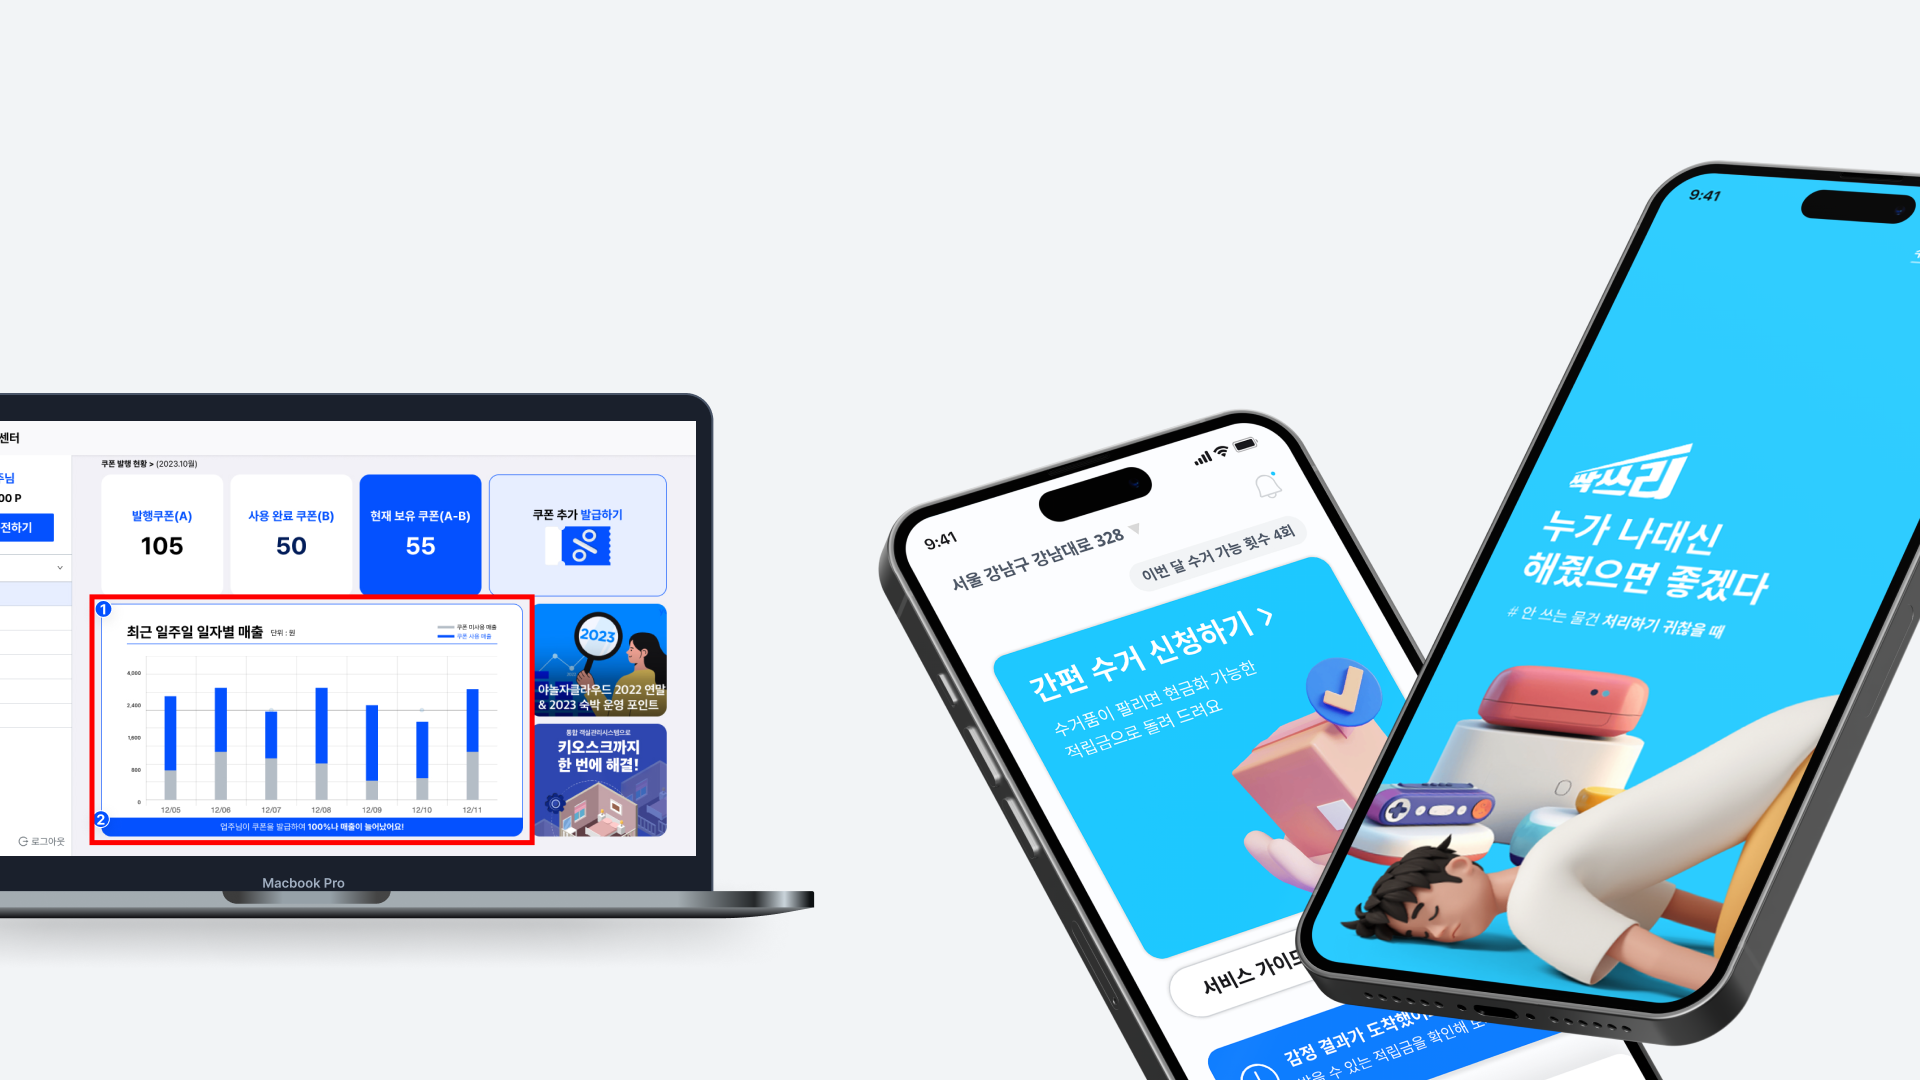 센터
주님
00 P
전하기
로그아웃
쿠폰 발행 현황 > (2023.10월)
발행쿠폰(A)
105
사용 완료 쿠폰(B)
50
현재 보유 쿠폰(A-B)
55
쿠폰 추가 발급하기
%
1
최근 일주일 일자별 매출 단위 : 원
쿠폰 미사용 매출
쿠폰 사용 매출
4,000
2,400
1,600
800
0
12/05 12/06 12/07 12/08 12/09 12/10 12/11
2
업주님이 쿠폰을 발급하여 100%나 매출이 늘어났어요!
2023
야놀자클라우드 2022 연말
& 2023 숙박 운영 포인트
통합 객실관리시스템으로
키오스크까지
한 번에 해결!
Macbook Pro
9:41
서울 강남구 강남대로 328
이번 달 수거 가능 횟수 4회
간편 수거 신청하기 >
수거품이 팔리면 현금화 가능한
적립금으로 돌려 드려요
서비스 가이드
감정 결과가 도착했어
받을 수 있는 적립금을 확인해 보
9:41
싹쓰리
누가 나대신
해줬으면 좋겠다
# 안 쓰는 물건 처리하기 귀찮을 때